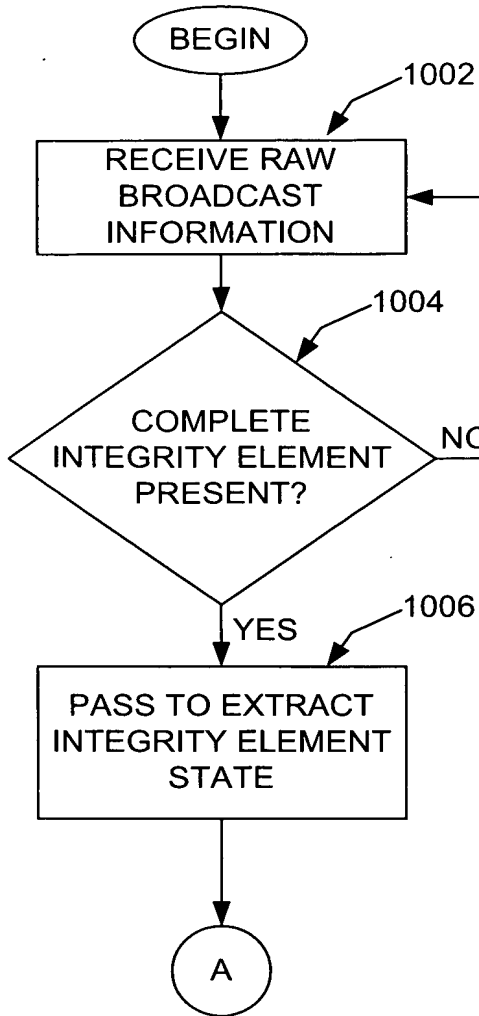 BEGIN
1002
RECEIVE RAW
BROADCAST
INFORMATION
1004
COMPLETE
INTEGRITY ELEMENT
PRESENT?
NO
YES
1006
PASS TO EXTRACT
INTEGRITY ELEMENT
STATE
A